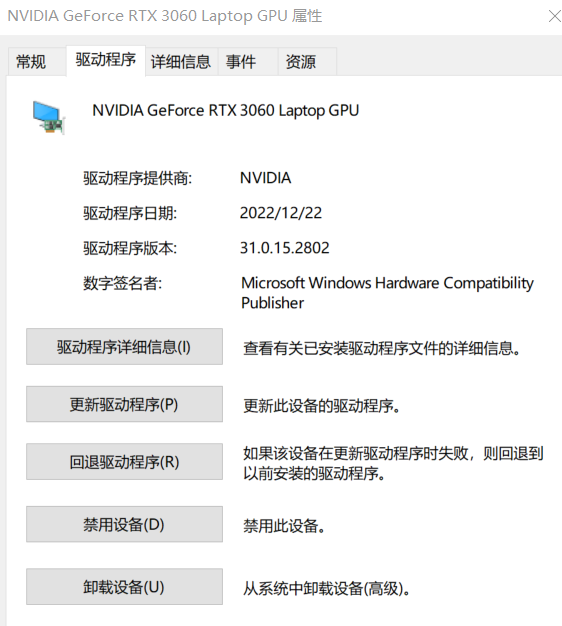 NVIDIA GeForce RTX 3060 Laptop GPU 属性
常规 驱动程序 详细信息 事件 资源
NVIDIA GeForce RTX 3060 Laptop GPU
驱动程序提供商: NVIDIA
驱动程序日期: 2022/12/22
驱动程序版本: 31.0.15.2802
数字签名者: Microsoft Windows Hardware Compatibility
Publisher
驱动程序详细信息(I) 查看有关已安装驱动程序文件的详细信息。
更新驱动程序(P) 更新此设备的驱动程序。
回退驱动程序(R) 如果该设备在更新驱动程序时失败，则回退到
以前安装的驱动程序。
禁用设备(D) 禁用此设备。
卸载设备(U) 从系统中卸载设备(高级)。